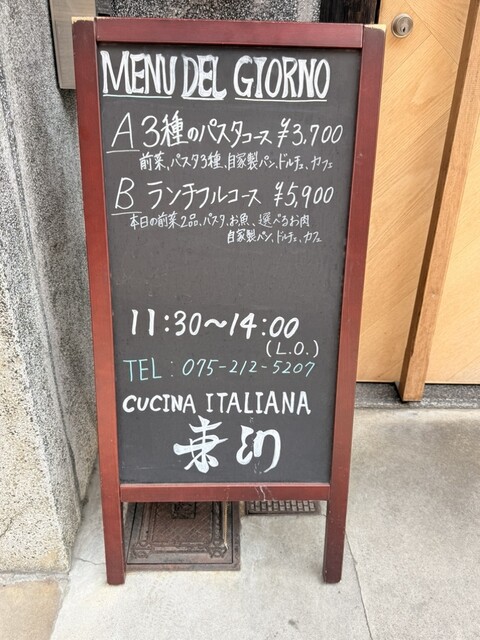 MENU DEL GIORNO
A 3種のパスタコース ¥3,700
前菜、パスタ3種、自家製パン、ドルチェ、カフェ
B ランチフルコース ¥5,900
本日の前菜2品、パスタ、お魚、選べるお肉
自家製パン、ドルチェ、カフェ
11:30〜14:00
(L.O.)
TEL: 075-212-5207
CUCINA ITALIANA
東洞